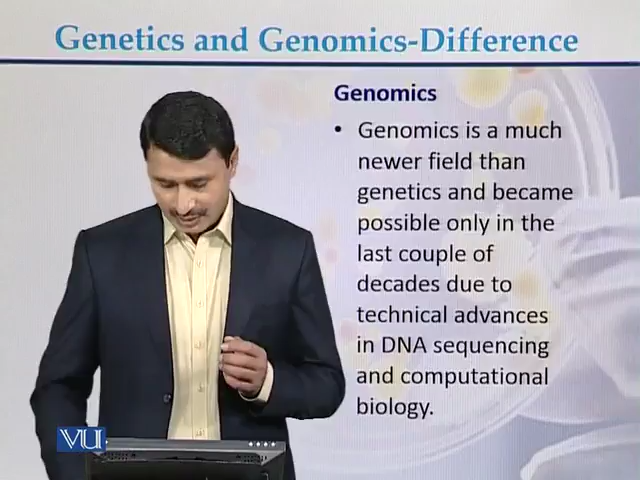 Genetics and Genomics-Difference
Genomics
• Genomics is a much
newer field than
genetics and became
possible only in the
last couple of
decades due to
technical advances
in DNA sequencing
and computational
biology.
VU